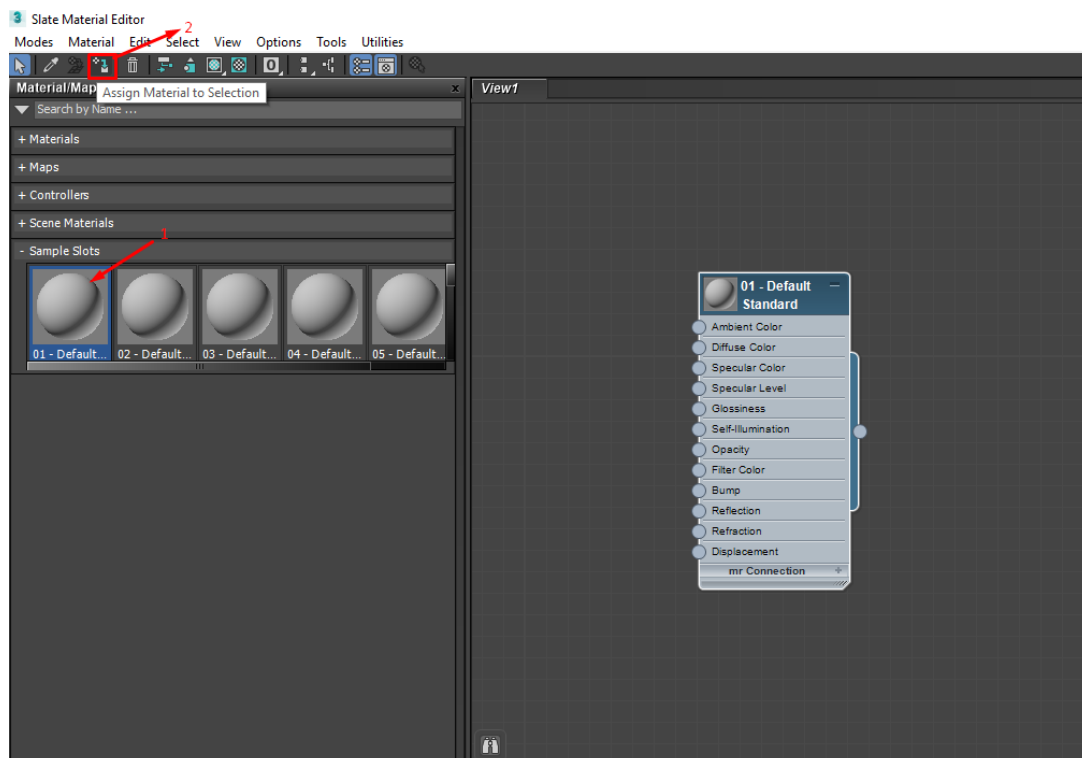 3 Slate Material Editor
2
Modes Material Edit Select View Options Tools Utilities
0
Material/Map
x
Assign Material to Selection
View1
Search by Name ...
+ Materials
+ Maps
+ Controllers
+ Scene Materials
1
- Sample Slots
01 - Default... 02 - Default... 03 - Default... 04 - Default... 05 - Default...
01 - Default
Standard
Ambient Color
Diffuse Color
Specular Color
Specular Level
Glossiness
Self-Illumination
Opacity
Filter Color
Bump
Reflection
Refraction
Displacement
mr Connection +